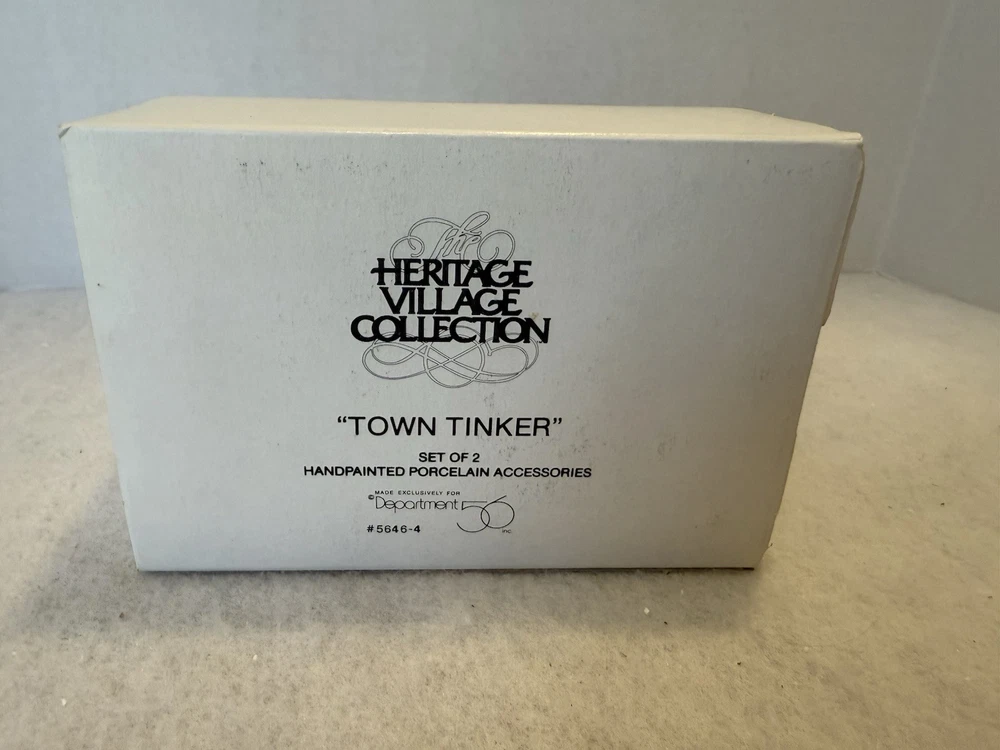 The
HERITAGE
VILLAGE
COLLECTION
“TOWN TINKER”
SET OF 2
HANDPAINTED PORCELAIN ACCESSORIES
MADE EXCLUSIVELY FOR
©Department 56 inc.
#5646-4